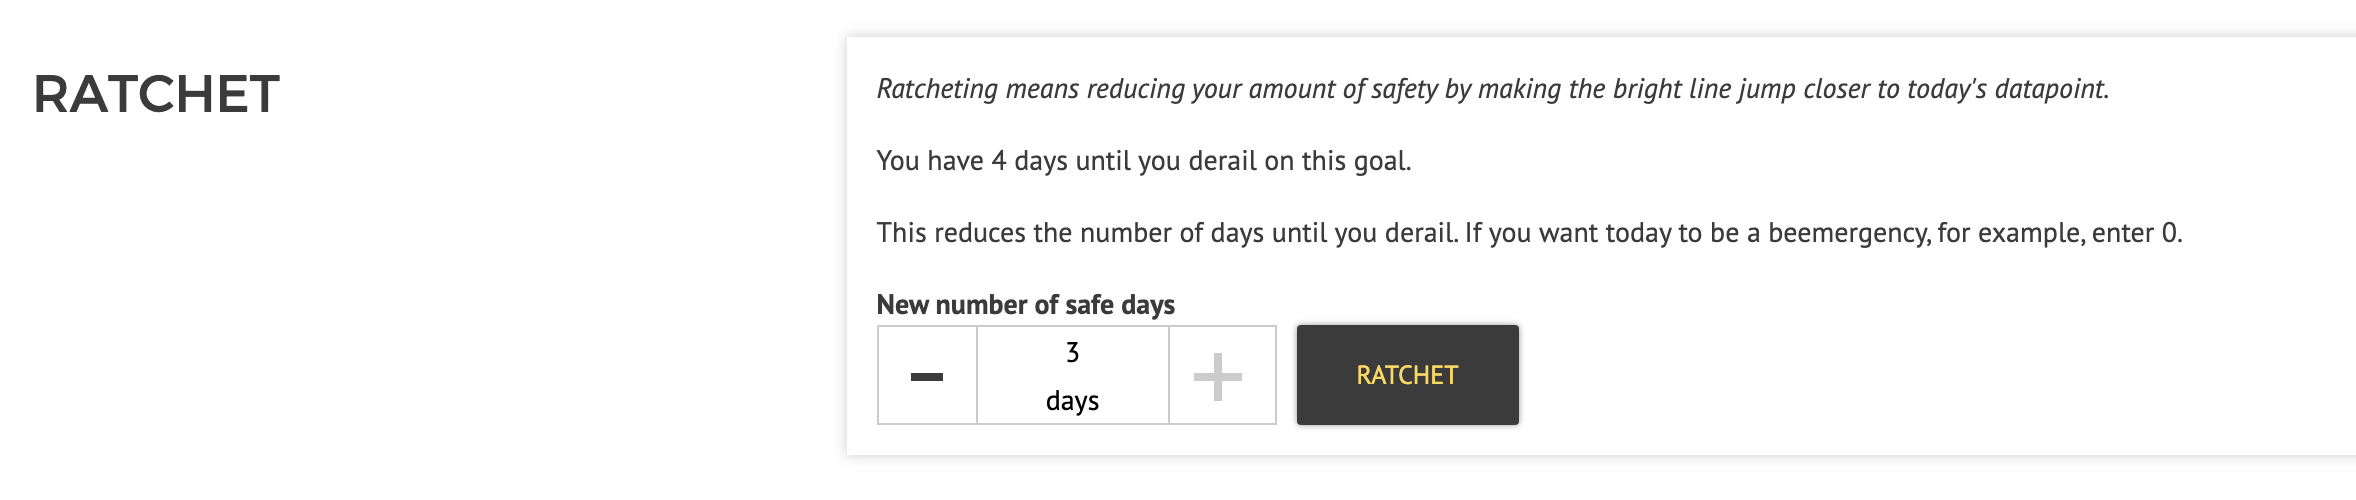 RATCHET
Ratcheting means reducing your amount of safety by making the bright line jump closer to today's datapoint.
You have 4 days until you derail on this goal.
This reduces the number of days until you derail. If you want today to be a beemergency, for example, enter 0.
New number of safe days
3
days
RATCHET